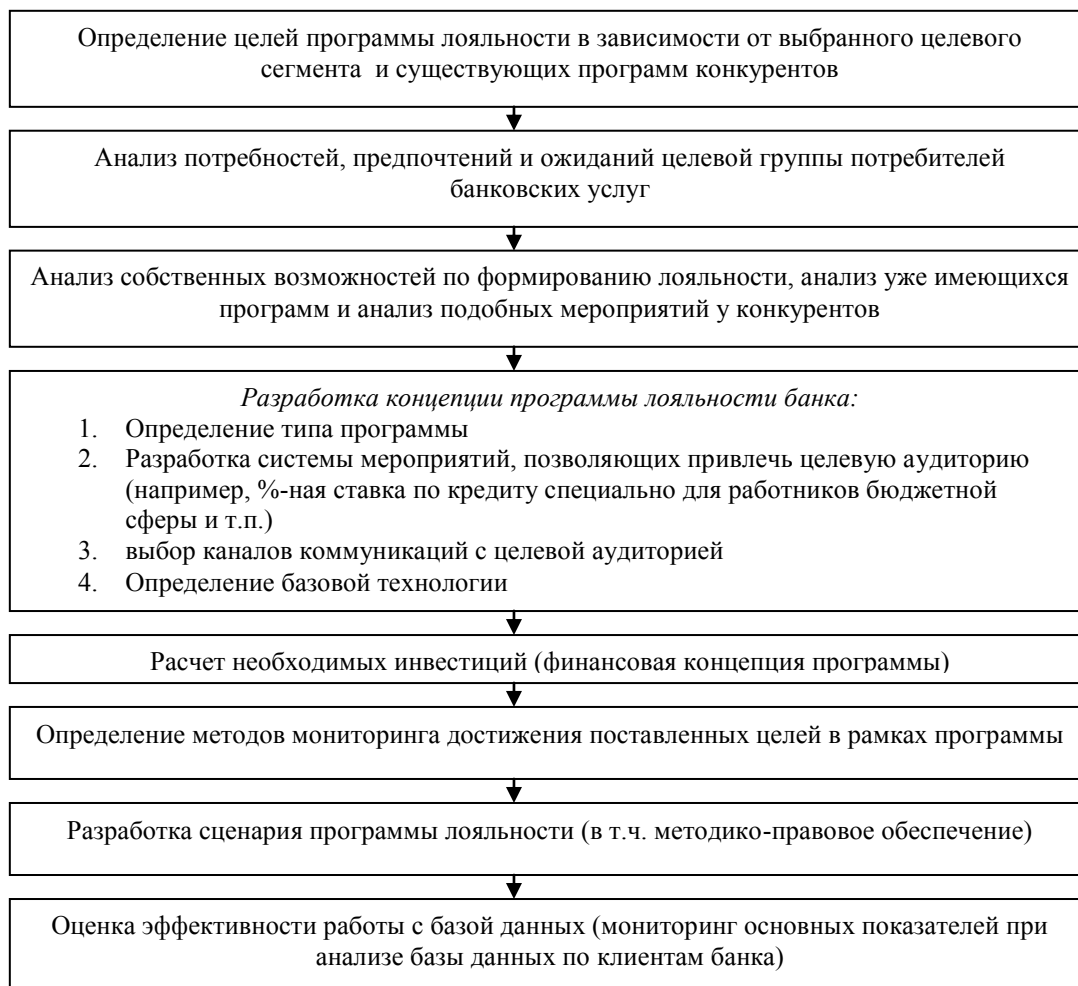 Определение целей программы лояльности в зависимости от выбранного целевого
сегмента и существующих программ конкурентов
Анализ потребностей, предпочтений и ожиданий целевой группы потребителей
банковских услуг
Анализ собственных возможностей по формированию лояльности, анализ уже имеющихся
программ и анализ подобных мероприятий у конкурентов
Разработка концепции программы лояльности банка:
1. Определение типа программы
2. Разработка системы мероприятий, позволяющих привлечь целевую аудиторию
(например, %-ная ставка по кредиту специально для работников бюджетной
сферы и т.п.)
3. выбор каналов коммуникаций с целевой аудиторией
4. Определение базовой технологии
Расчет необходимых инвестиций (финансовая концепция программы)
Определение методов мониторинга достижения поставленных целей в рамках программы
Разработка сценария программы лояльности (в т.ч. методико-правовое обеспечение)
Оценка эффективности работы с базой данных (мониторинг основных показателей при
анализе базы данных по клиентам банка)